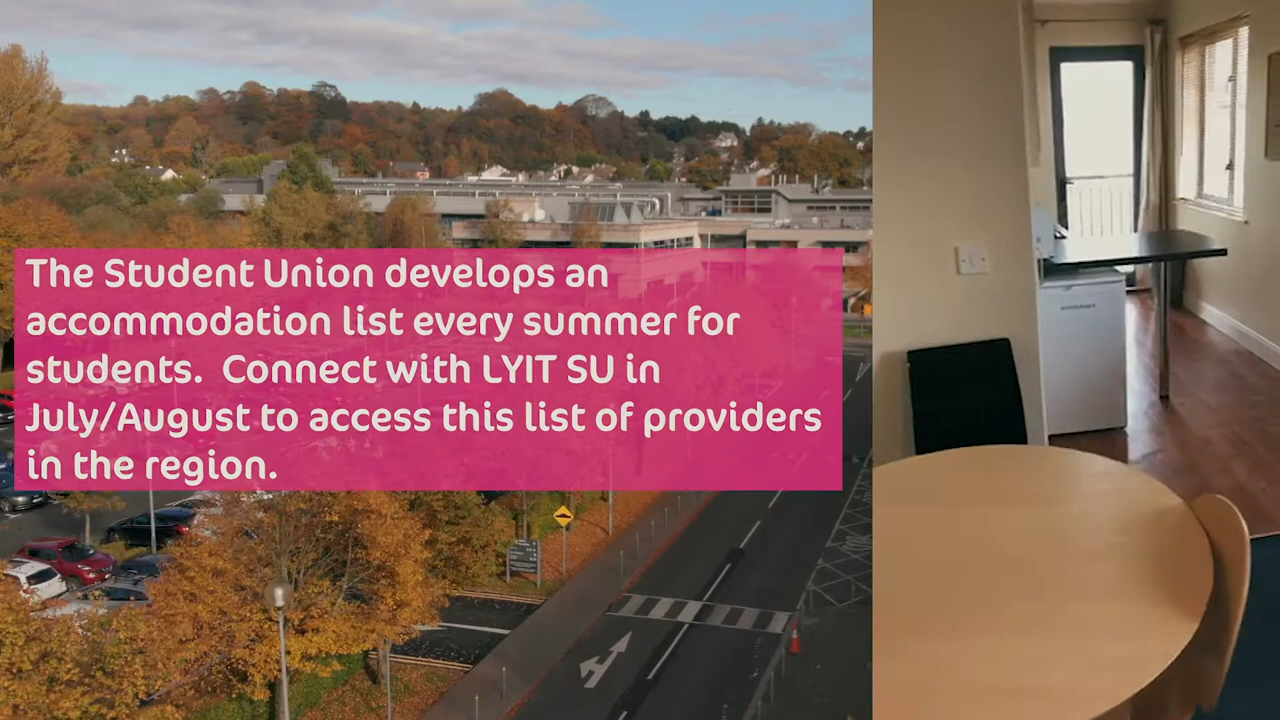 The Student Union develops an
accommodation list every summer for
students.  Connect with LYIT SU in
July/August to access this list of providers
in the region.